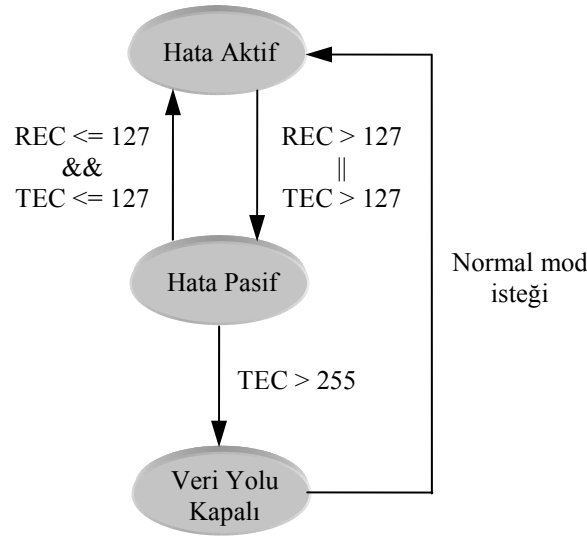 Hata Aktif
REC <= 127
&&
TEC <= 127
REC > 127
||
TEC > 127
Hata Pasif
Normal mod
isteği
TEC > 255
Veri Yolu
Kapalı